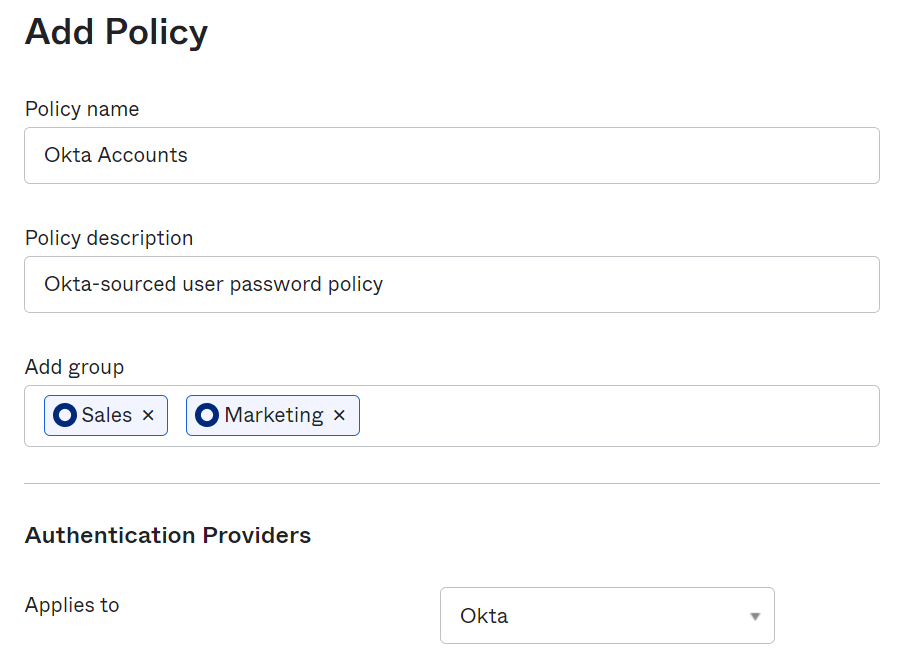 Add Policy
Policy name
Okta Accounts
Policy description
Okta-sourced user password policy
Add group
Sales × Marketing ×
Authentication Providers
Applies to Okta